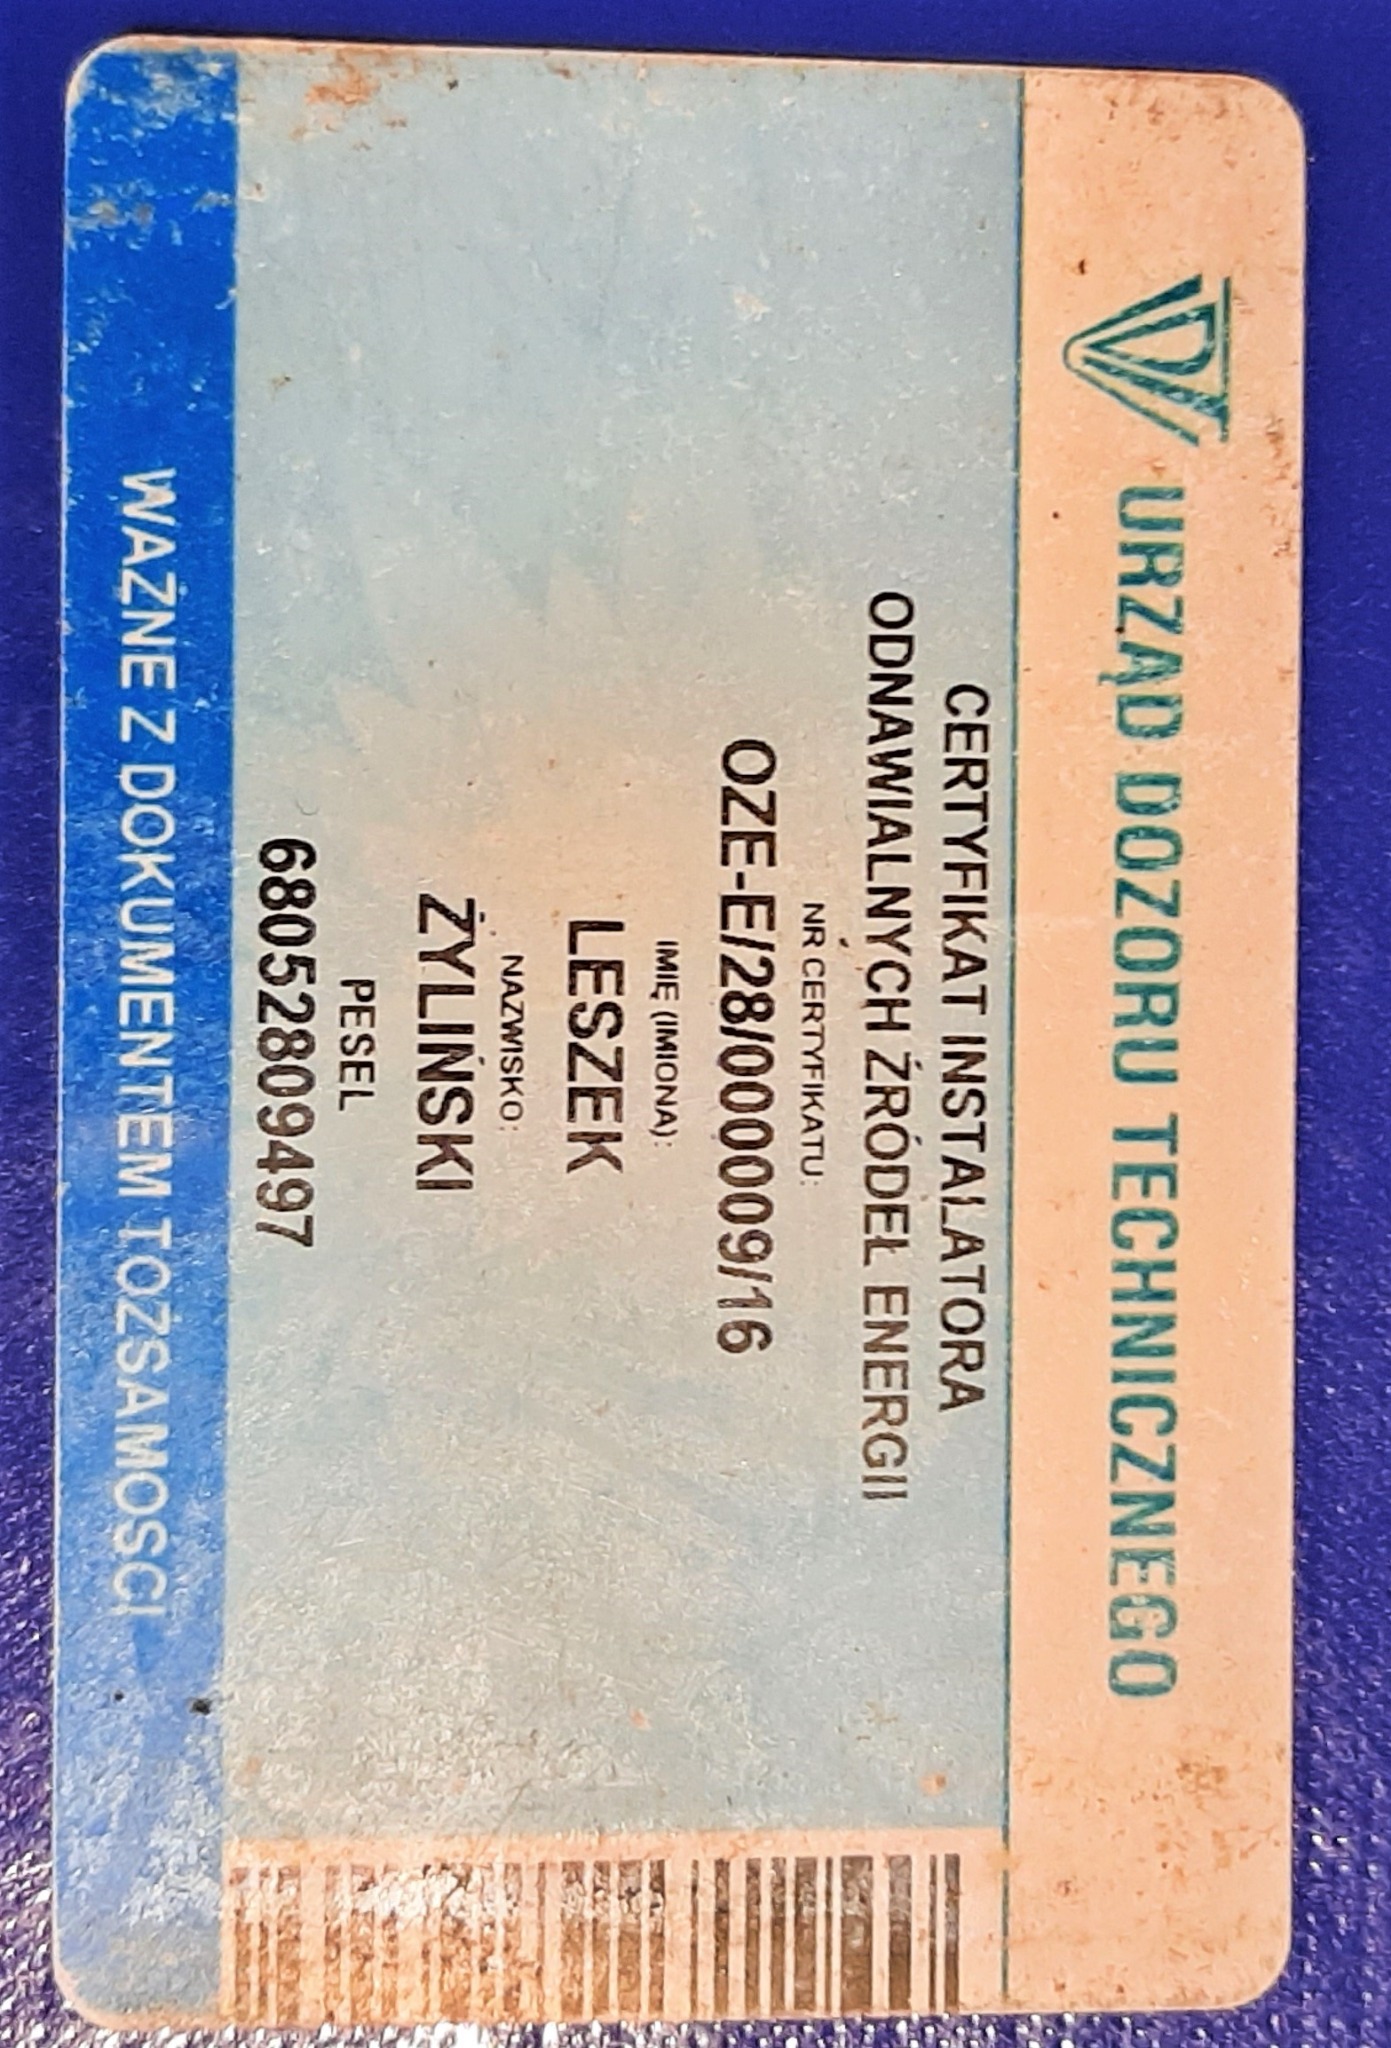 URZĄD DOZORU TECHNICZNEGO
CERTYFIKAT INSTALATORA
ODNAWIALNYCH ŹRÓDEŁ ENERGII
NR CERTYFIKATU:
OZE-E/28/000009/16
IMIĘ (IMIONA):
LESZEK
NAZWISKO:
ŻYLIŃSKI
PESEL
68052809497
WAŻNE Z DOKUMENTEM TOŻSAMOŚCI